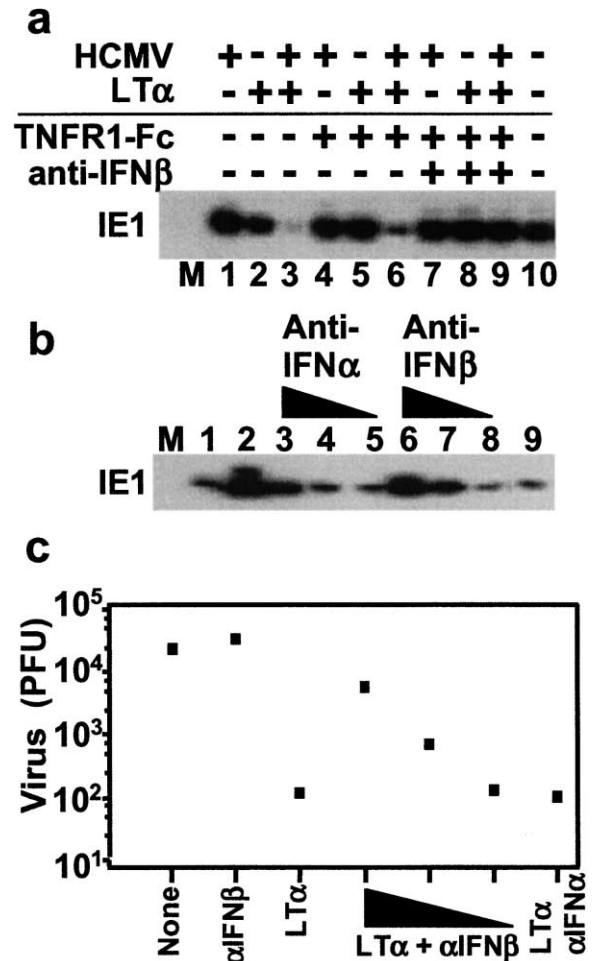 a
HCMV + - + + - + + - + -
LTα - + + - + + - + + -
TNFR1-Fc - - - + + + + + + -
anti-IFNβ - - - - - - + + + -
IE1
M 1 2 3 4 5 6 7 8 9 10
b
Anti-IFNα Anti-IFNβ
M 1 2 3 4 5 6 7 8 9
IE1
c
Virus (PFU)
10⁵
10⁴
10³
10²
10¹
None
αIFNβ
LTα
LTα + αIFNβ
LTα
αIFNα